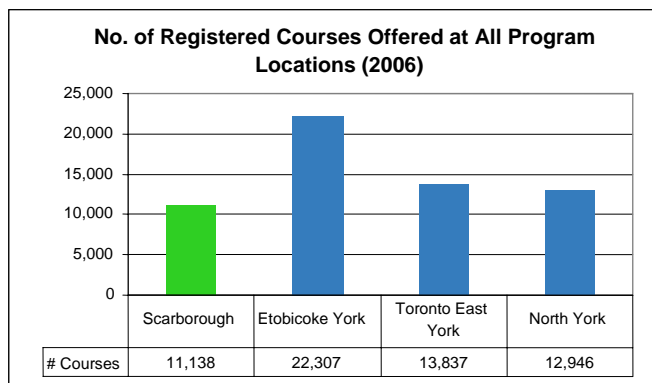 No. of Registered Courses Offered at All Program
Locations (2006)
25,000
20,000
15,000
10,000
5,000
0
Scarborough Etobicoke York Toronto East York North York
# Courses 11,138 22,307 13,837 12,946